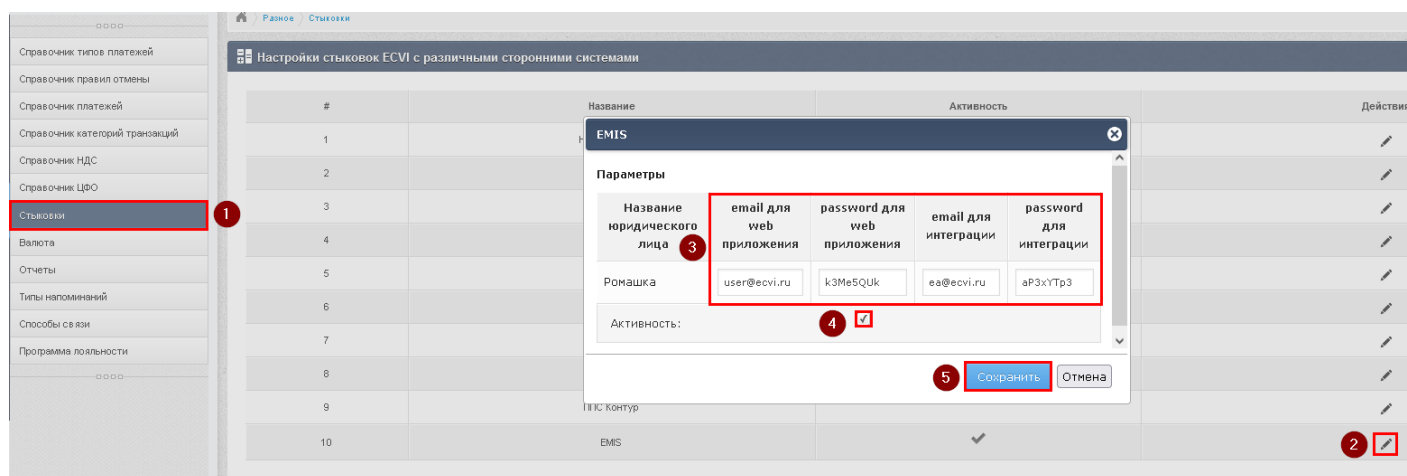 Разное Стыковки
Справочник типов платежей
Справочник правил отмены
Справочник платежей
Справочник категорий транзакций
Справочник НДС
Справочник ЦФО
Стыковки
Валюта
Отчеты
Типы напоминаний
Способы связи
Программа лояльности
1
Настройки стыковок ECVI с различными сторонними системами
# Название Активность Действия
1
2
3
4
5
6
7
8
9 ППС Контур
10 EMIS
2
EMIS
Параметры
Название юридического лица
3
email для web приложения
password для web приложения
email для интеграции
password для интеграции
Ромашка user@ecvi.ru k3Me5QUk ea@ecvi.ru aP3xYTp3
Активность: 4
5 Сохранить Отмена